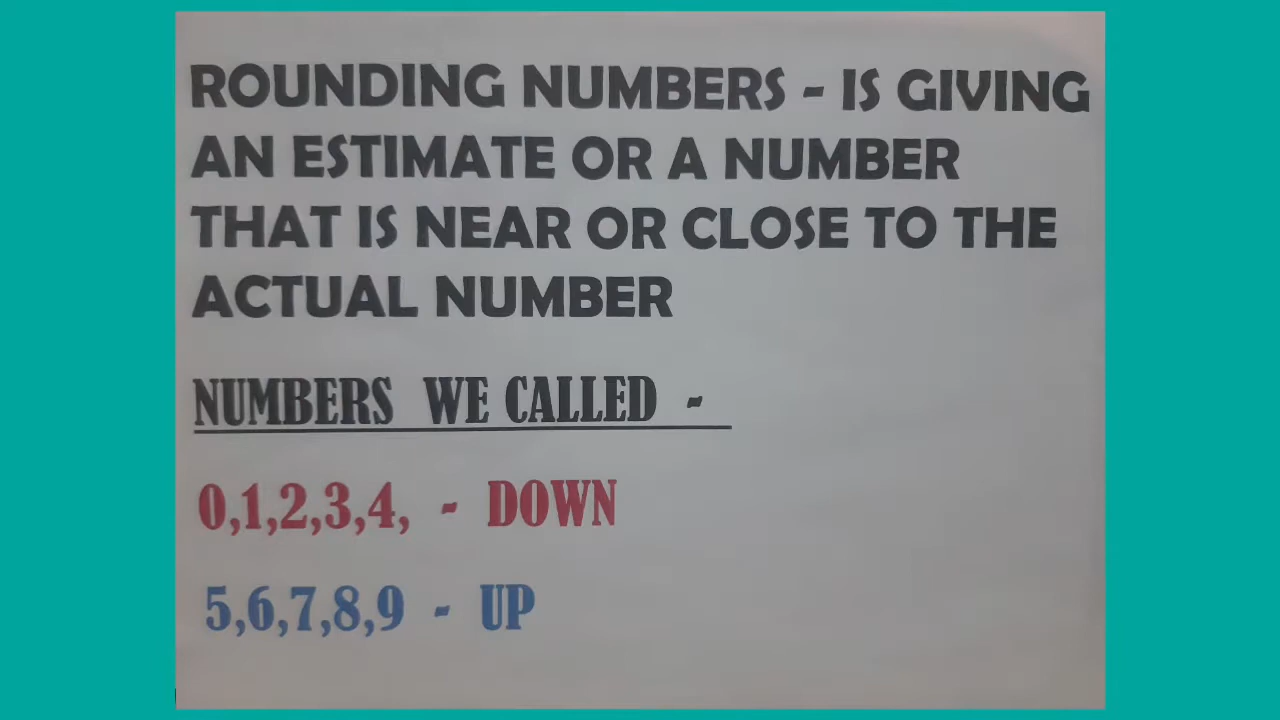 ROUNDING NUMBERS - IS GIVING
AN ESTIMATE OR A NUMBER
THAT IS NEAR OR CLOSE TO THE
ACTUAL NUMBER
NUMBERS WE CALLED -
0,1,2,3,4, - DOWN
5,6,7,8,9 - UP